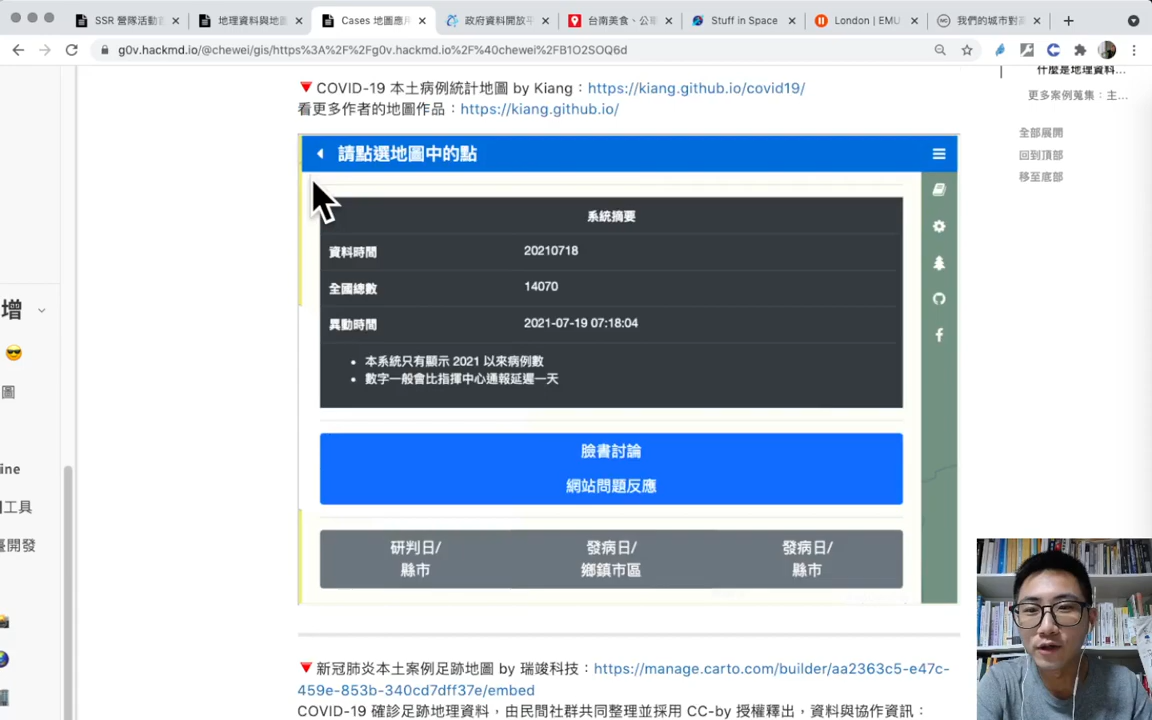 SSR 營隊活動
地理資料與地圖
Cases 地圖應用
政府資料開放平
台南美食、公
Stuff in Space
London | EMU
我們的城市對
g0v.hackmd.io/@chewei/gis/https%3A%2F%2Fg0v.hackmd.io%2F%40chewei%2FB1O2SOQ6d
🔻COVID-19 本土病例統計地圖 by Kiang：https://kiang.github.io/covid19/
看更多作者的地圖作品：https://kiang.github.io/
請點選地圖中的點
系統摘要
資料時間 20210718
全國總數 14070
異動時間 2021-07-19 07:18:04
• 本系統只有顯示 2021 以來病例數
• 數字一般會比指揮中心通報延遲一天
臉書討論
網站問題反應
研判日/
縣市
發病日/
鄉鎮市區
發病日/
縣市
🔻新冠肺炎本土案例足跡地圖 by 瑞竣科技：https://manage.carto.com/builder/aa2363c5-e47c-
459e-853b-340cd7dff37e/embed
COVID-19 確診足跡地理資料，由民間社群共同整理並採用 CC-by 授權釋出，資料與協作資訊：
什麼是地理資料...
更多案例蒐集：主...
全部展開
回到頂部
移至底部
增
圖
ine
工具
臺開發